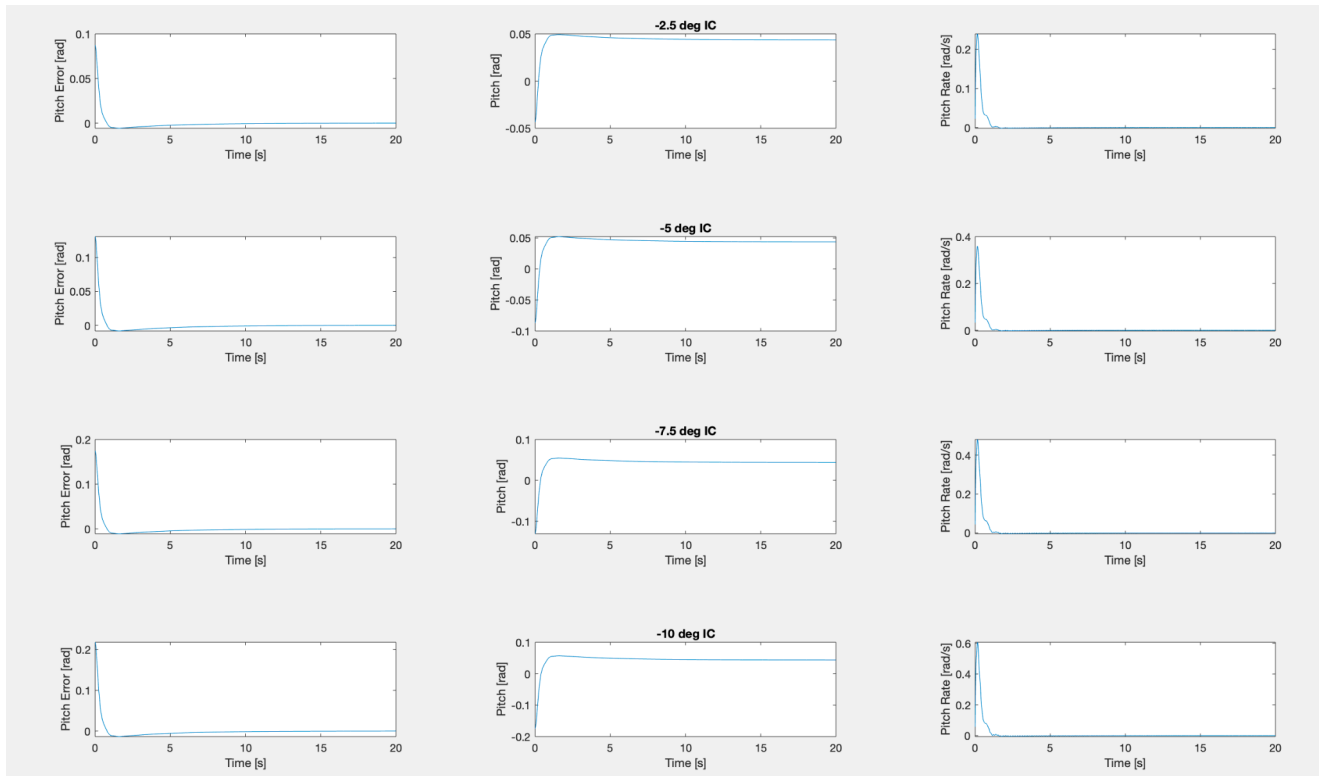 -2.5 deg IC
Pitch Error [rad]
0.1
0.05
0
0 5 10 15 20
Time [s]
Pitch [rad]
0.05
0
-0.05
0 5 10 15 20
Time [s]
Pitch Rate [rad/s]
0.2
0.1
0
0 5 10 15 20
Time [s]
-5 deg IC
Pitch Error [rad]
0.1
0.05
0
0 5 10 15 20
Time [s]
Pitch [rad]
0.05
0
-0.05
-0.1
0 5 10 15 20
Time [s]
Pitch Rate [rad/s]
0.4
0.2
0
0 5 10 15 20
Time [s]
-7.5 deg IC
Pitch Error [rad]
0.2
0.1
0
0 5 10 15 20
Time [s]
Pitch [rad]
0.1
0
-0.1
0 5 10 15 20
Time [s]
Pitch Rate [rad/s]
0.4
0.2
0
0 5 10 15 20
Time [s]
-10 deg IC
Pitch Error [rad]
0.2
0.1
0
0 5 10 15 20
Time [s]
Pitch [rad]
0.1
0
-0.1
-0.2
0 5 10 15 20
Time [s]
Pitch Rate [rad/s]
0.6
0.4
0.2
0
0 5 10 15 20
Time [s]